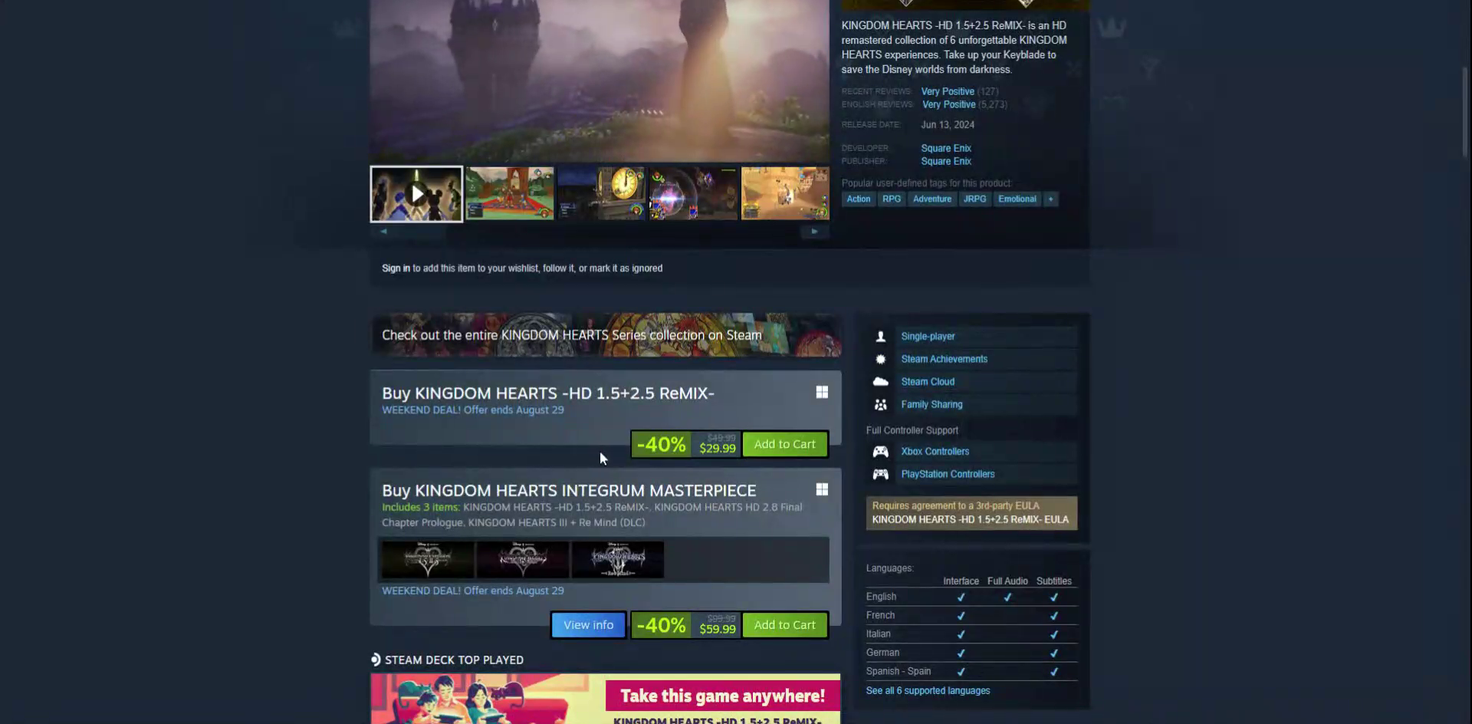 KINGDOM HEARTS -HD 1.5+2.5 ReMIX- is an HD
remastered collection of 6 unforgettable KINGDOM
HEARTS experiences. Take up your Keyblade to
save the Disney worlds from darkness.
RECENT REVIEWS: Very Positive (127)
ENGLISH REVIEWS: Very Positive (5,273)
RELEASE DATE: Jun 13, 2024
DEVELOPER: Square Enix
PUBLISHER: Square Enix
Popular user-defined tags for this product:
Action RPG Adventure JRPG Emotional +
Sign in to add this item to your wishlist, follow it, or mark it as ignored
Check out the entire KINGDOM HEARTS Series collection on Steam
Buy KINGDOM HEARTS -HD 1.5+2.5 ReMIX-
WEEKEND DEAL! Offer ends August 29
-40% $49.99 $29.99 Add to Cart
Buy KINGDOM HEARTS INTEGRUM MASTERPIECE
Includes 3 items: KINGDOM HEARTS -HD 1.5+2.5 ReMIX-, KINGDOM HEARTS HD 2.8 Final
Chapter Prologue, KINGDOM HEARTS III + Re Mind (DLC)
WEEKEND DEAL! Offer ends August 29
View info -40% $99.99 $59.99 Add to Cart
STEAM DECK TOP PLAYED
Take this game anywhere!
KINGDOM HEARTS -HD 1.5+2.5 ReMIX-
Single-player
Steam Achievements
Steam Cloud
Family Sharing
Full Controller Support
Xbox Controllers
PlayStation Controllers
Requires agreement to a 3rd-party EULA
KINGDOM HEARTS -HD 1.5+2.5 ReMIX- EULA
Languages:
Interface Full Audio Subtitles
English ✔ ✔ ✔
French ✔ ✔
Italian ✔ ✔
German ✔ ✔
Spanish - Spain ✔ ✔
See all 6 supported languages